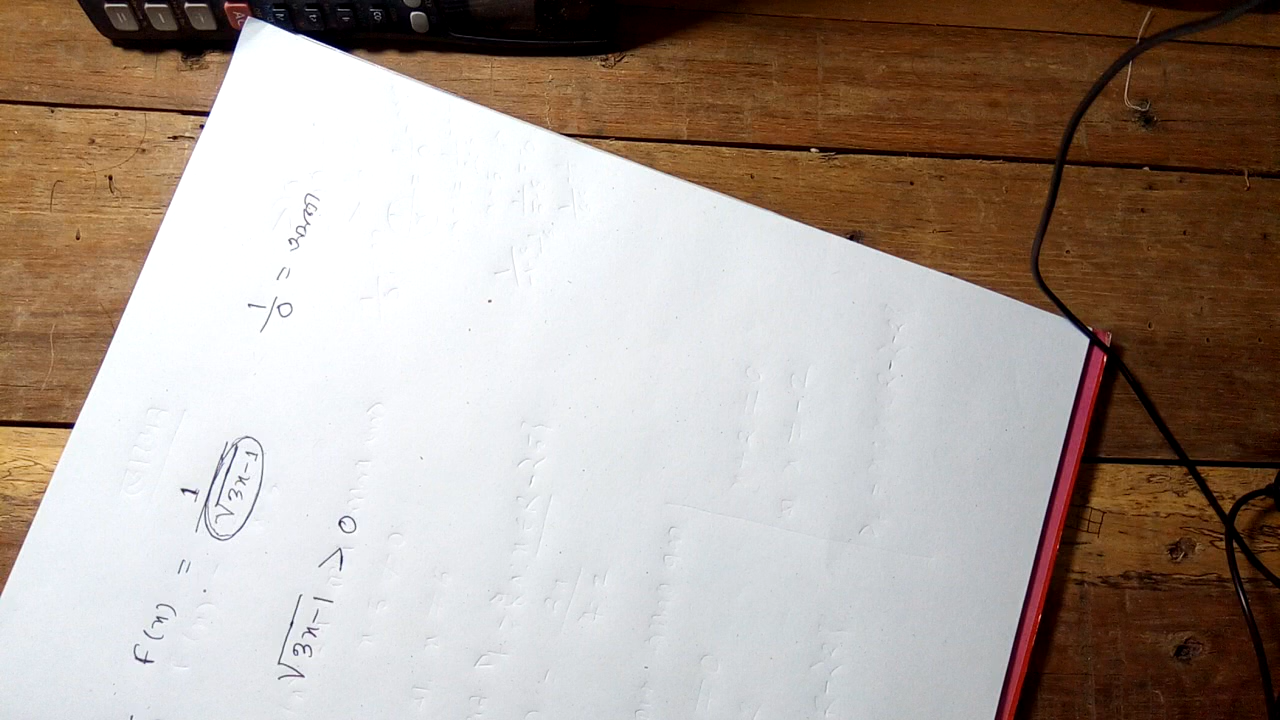 1/0 = অসংজ্ঞা
f(x) = 1/√3x-1
√3x-1 > 0